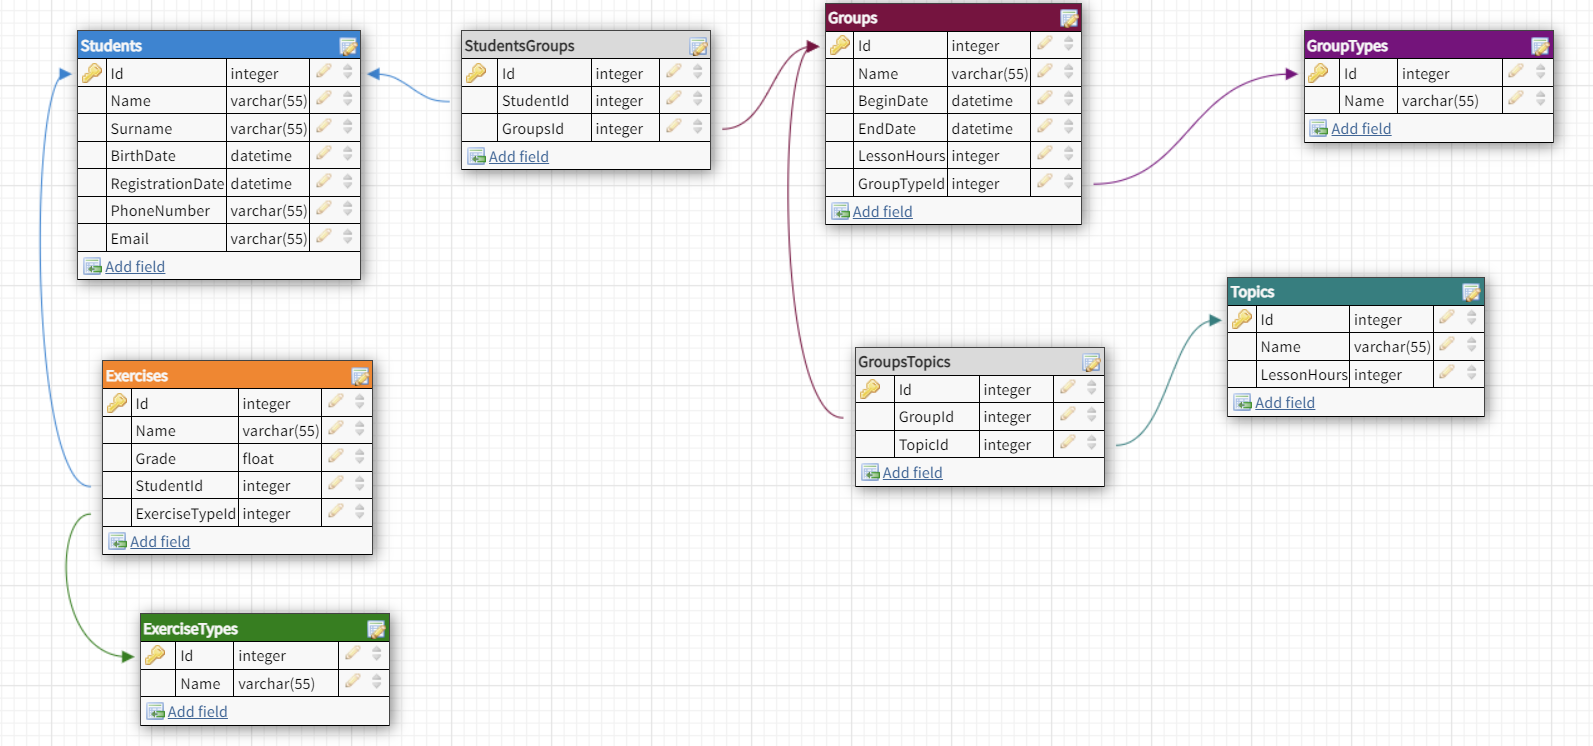 Students
Id integer
Name varchar(55)
Surname varchar(55)
BirthDate datetime
RegistrationDate datetime
PhoneNumber varchar(55)
Email varchar(55)
Add field
StudentsGroups
Id integer
StudentId integer
GroupsId integer
Add field
Groups
Id integer
Name varchar(55)
BeginDate datetime
EndDate datetime
LessonHours integer
GroupTypeId integer
Add field
GroupTypes
Id integer
Name varchar(55)
Add field
Topics
Id integer
Name varchar(55)
LessonHours integer
Add field
GroupsTopics
Id integer
GroupId integer
TopicId integer
Add field
Exercises
Id integer
Name varchar(55)
Grade float
StudentId integer
ExerciseTypeId integer
Add field
ExerciseTypes
Id integer
Name varchar(55)
Add field